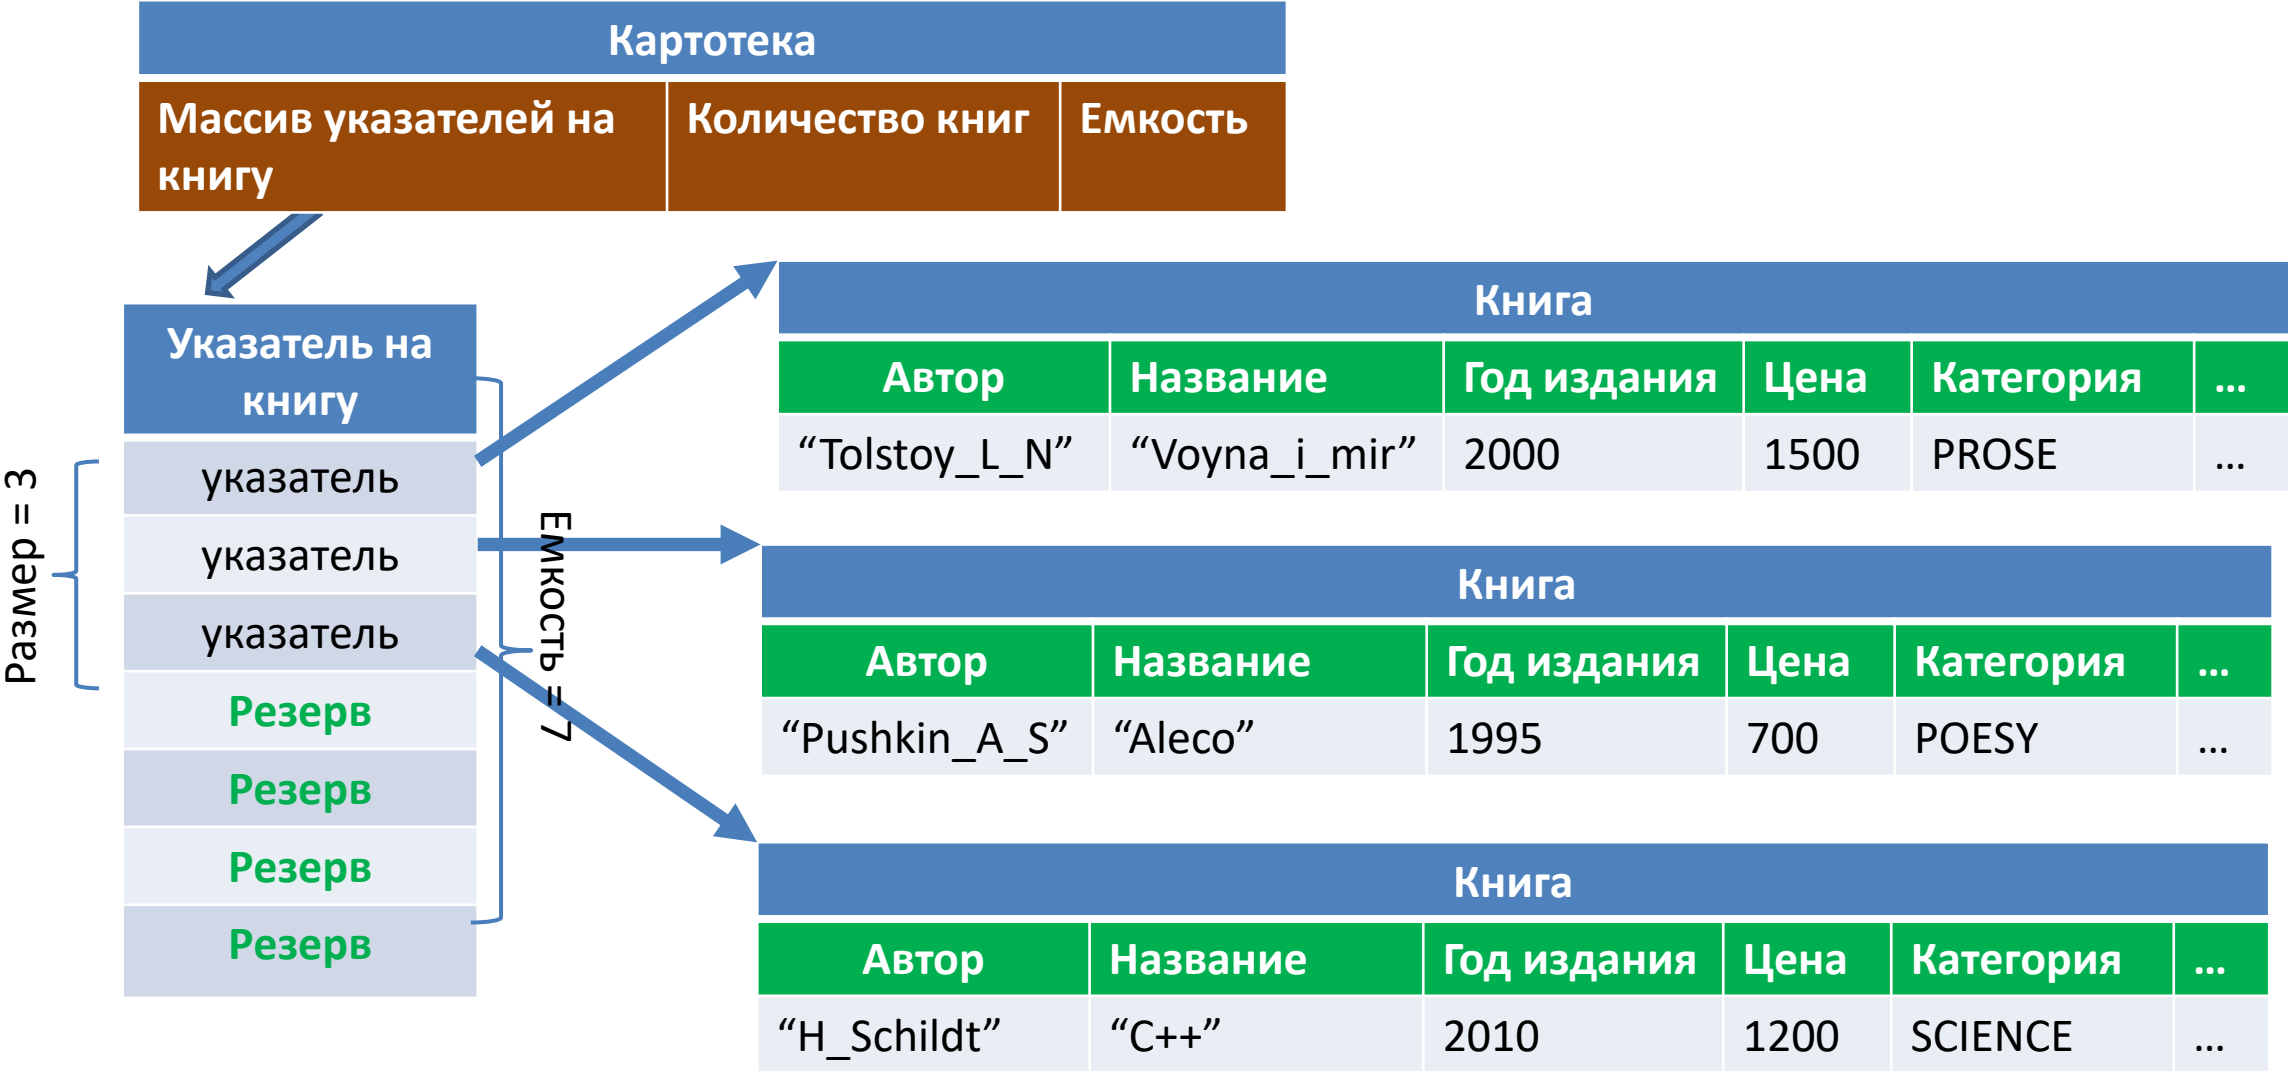 Картотека
Массив указателей на
книгу
Количество книг
Емкость
Указатель на
книгу
указатель
указатель
указатель
Резерв
Резерв
Резерв
Резерв
Размер = 3
Емкость = 7
Книга
Автор Название Год издания Цена Категория ...
“Tolstoy_L_N” “Voyna_i_mir” 2000 1500 PROSE ...
Книга
Автор Название Год издания Цена Категория ...
“Pushkin_A_S” “Aleco” 1995 700 POESY ...
Книга
Автор Название Год издания Цена Категория ...
“H_Schildt” “C++” 2010 1200 SCIENCE ...